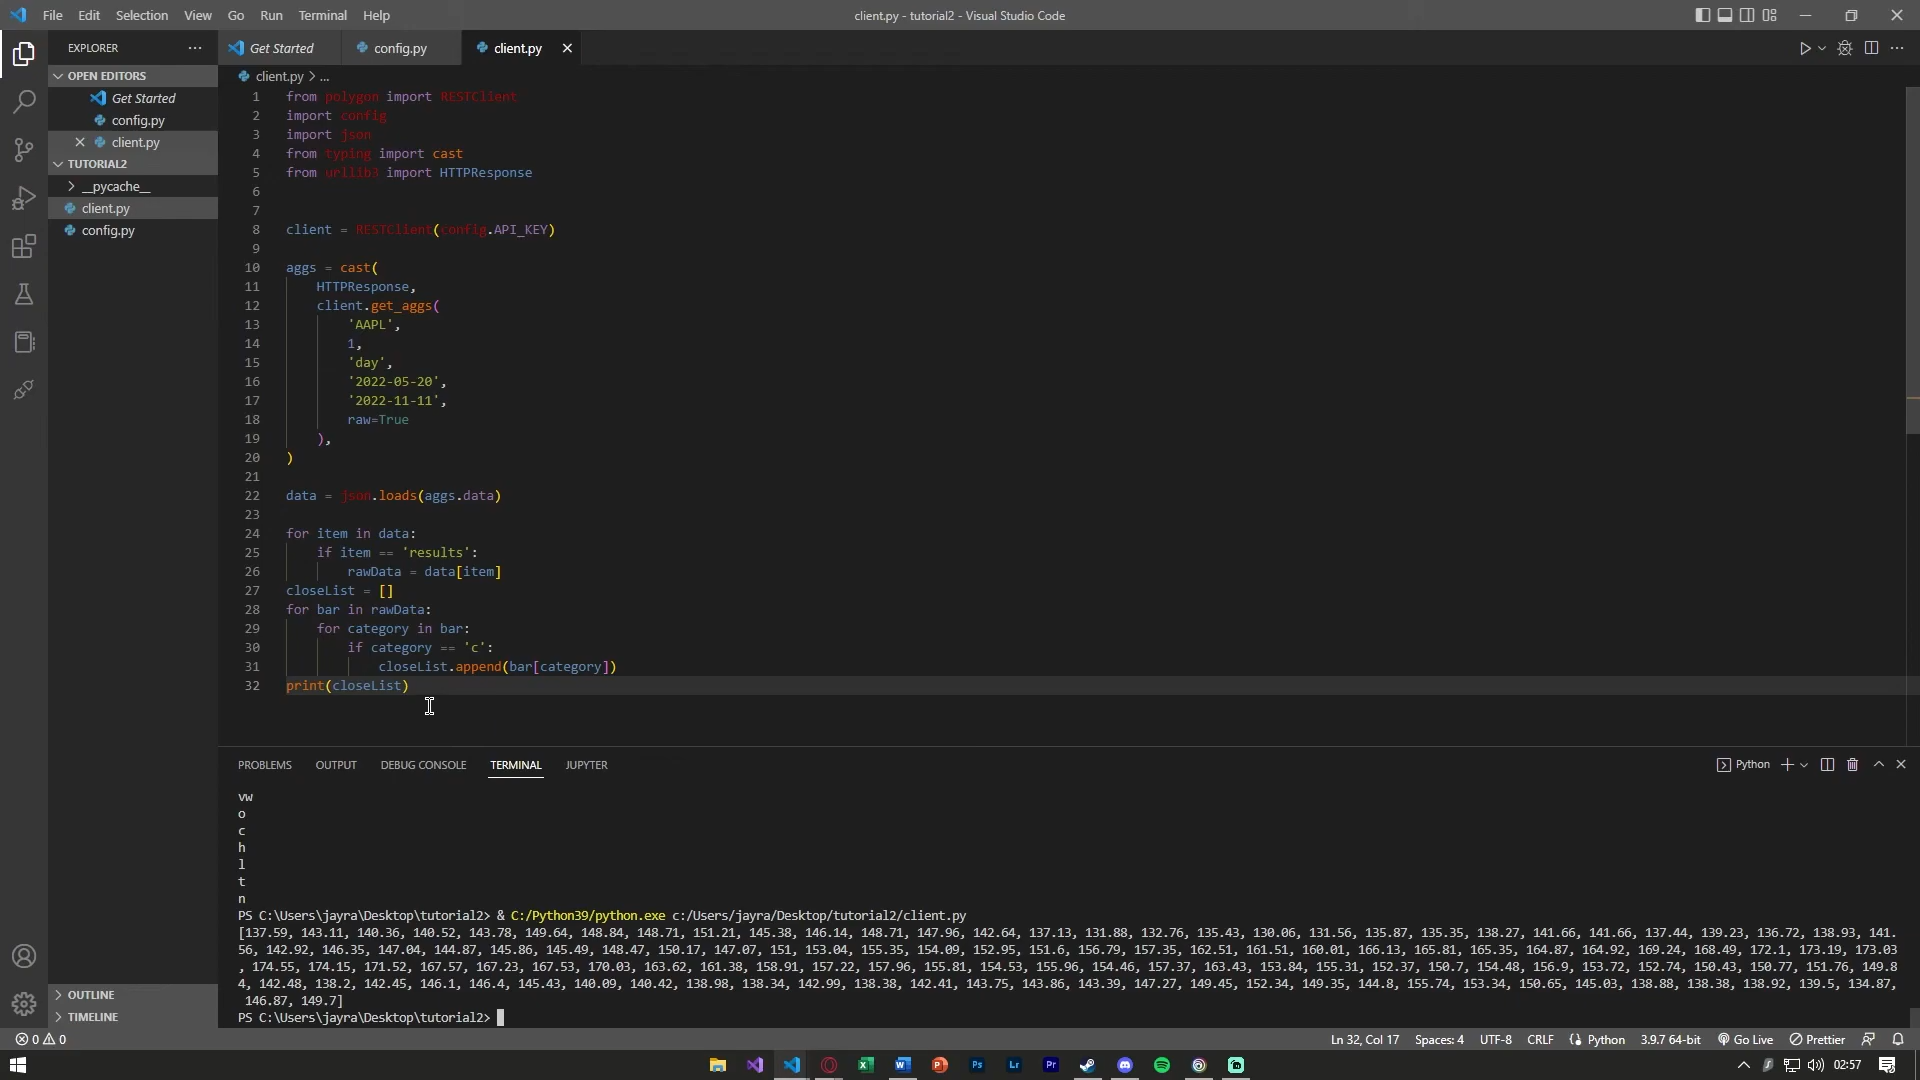 File Edit Selection View Go Run Terminal Help
client.py - tutorial2 - Visual Studio Code
EXPLORER
Get Started
config.py
client.py
OPEN EDITORS
Get Started
config.py
client.py
TUTORIAL2
__pycache__
client.py
config.py
OUTLINE
TIMELINE
client.py > ...
1 from polygon import RESTClient
2 import config
3 import json
4 from typing import cast
5 from urllib3 import HTTPResponse
6
7
8 client = RESTClient(config.API_KEY)
9
10 aggs = cast(
11 HTTPResponse,
12 client.get_aggs(
13 'AAPL',
14 1,
15 'day',
16 '2022-05-20',
17 '2022-11-11',
18 raw=True
19 ),
20 )
21
22 data = json.loads(aggs.data)
23
24 for item in data:
25 if item == 'results':
26 rawData = data[item]
27 closeList = []
28 for bar in rawData:
29 for category in bar:
30 if category == 'c':
31 closeList.append(bar[category])
32 print(closeList)
PROBLEMS OUTPUT DEBUG CONSOLE TERMINAL JUPYTER
Python
vw
o
c
h
l
t
n
PS C:\Users\jayra\Desktop\tutorial2> & C:/Python39/python.exe c:/Users/jayra/Desktop/tutorial2/client.py
[137.59, 143.11, 140.36, 140.52, 143.78, 149.64, 148.84, 148.71, 151.21, 145.38, 146.14, 148.71, 147.96, 142.64, 137.13, 131.88, 132.76, 135.43, 130.06, 131.56, 135.87, 135.35, 138.27, 141.66, 141.66, 137.44, 139.23, 136.72, 138.93, 141.
56, 142.92, 146.35, 147.04, 144.87, 145.86, 145.49, 148.47, 150.17, 147.07, 151, 153.04, 155.35, 154.09, 152.95, 151.6, 156.79, 157.35, 162.51, 161.51, 160.01, 166.13, 165.81, 165.35, 164.87, 164.92, 169.24, 168.49, 172.1, 173.19, 173.03
, 174.55, 174.15, 171.52, 167.57, 167.23, 167.53, 170.03, 163.62, 161.38, 158.91, 157.22, 157.96, 155.81, 154.53, 155.96, 154.46, 157.37, 163.43, 153.84, 155.31, 152.37, 150.7, 154.48, 156.9, 153.72, 152.74, 150.43, 150.77, 151.76, 149.8
4, 142.48, 138.2, 142.45, 146.1, 146.4, 145.43, 140.09, 140.42, 138.98, 138.34, 142.99, 138.38, 142.41, 143.75, 143.86, 143.39, 147.27, 149.45, 152.34, 149.35, 144.8, 155.74, 153.34, 150.65, 145.03, 138.88, 138.38, 138.92, 139.5, 134.87,
146.87, 149.7]
PS C:\Users\jayra\Desktop\tutorial2>
0 0
Ln 32, Col 17 Spaces: 4 UTF-8 CRLF Python 3.9.7 64-bit Go Live Prettier
02:57